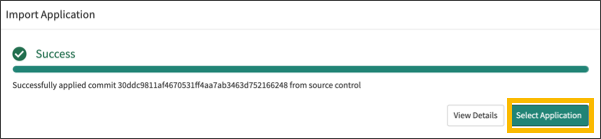 Import Application
Success
Successfully applied commit 30ddc9811af4670531ff4aa7ab3463d752166248 from source control
View Details
Select Application